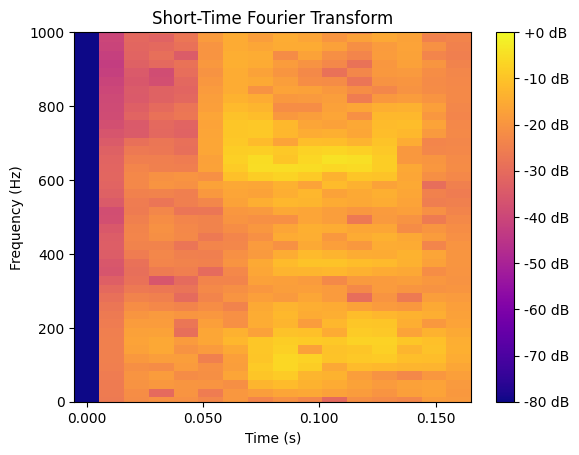 Short-Time Fourier Transform
1000
800
600
400
200
0
Frequency (Hz)
0.000
0.050
0.100
0.150
Time (s)
+0 dB
-10 dB
-20 dB
-30 dB
-40 dB
-50 dB
-60 dB
-70 dB
-80 dB